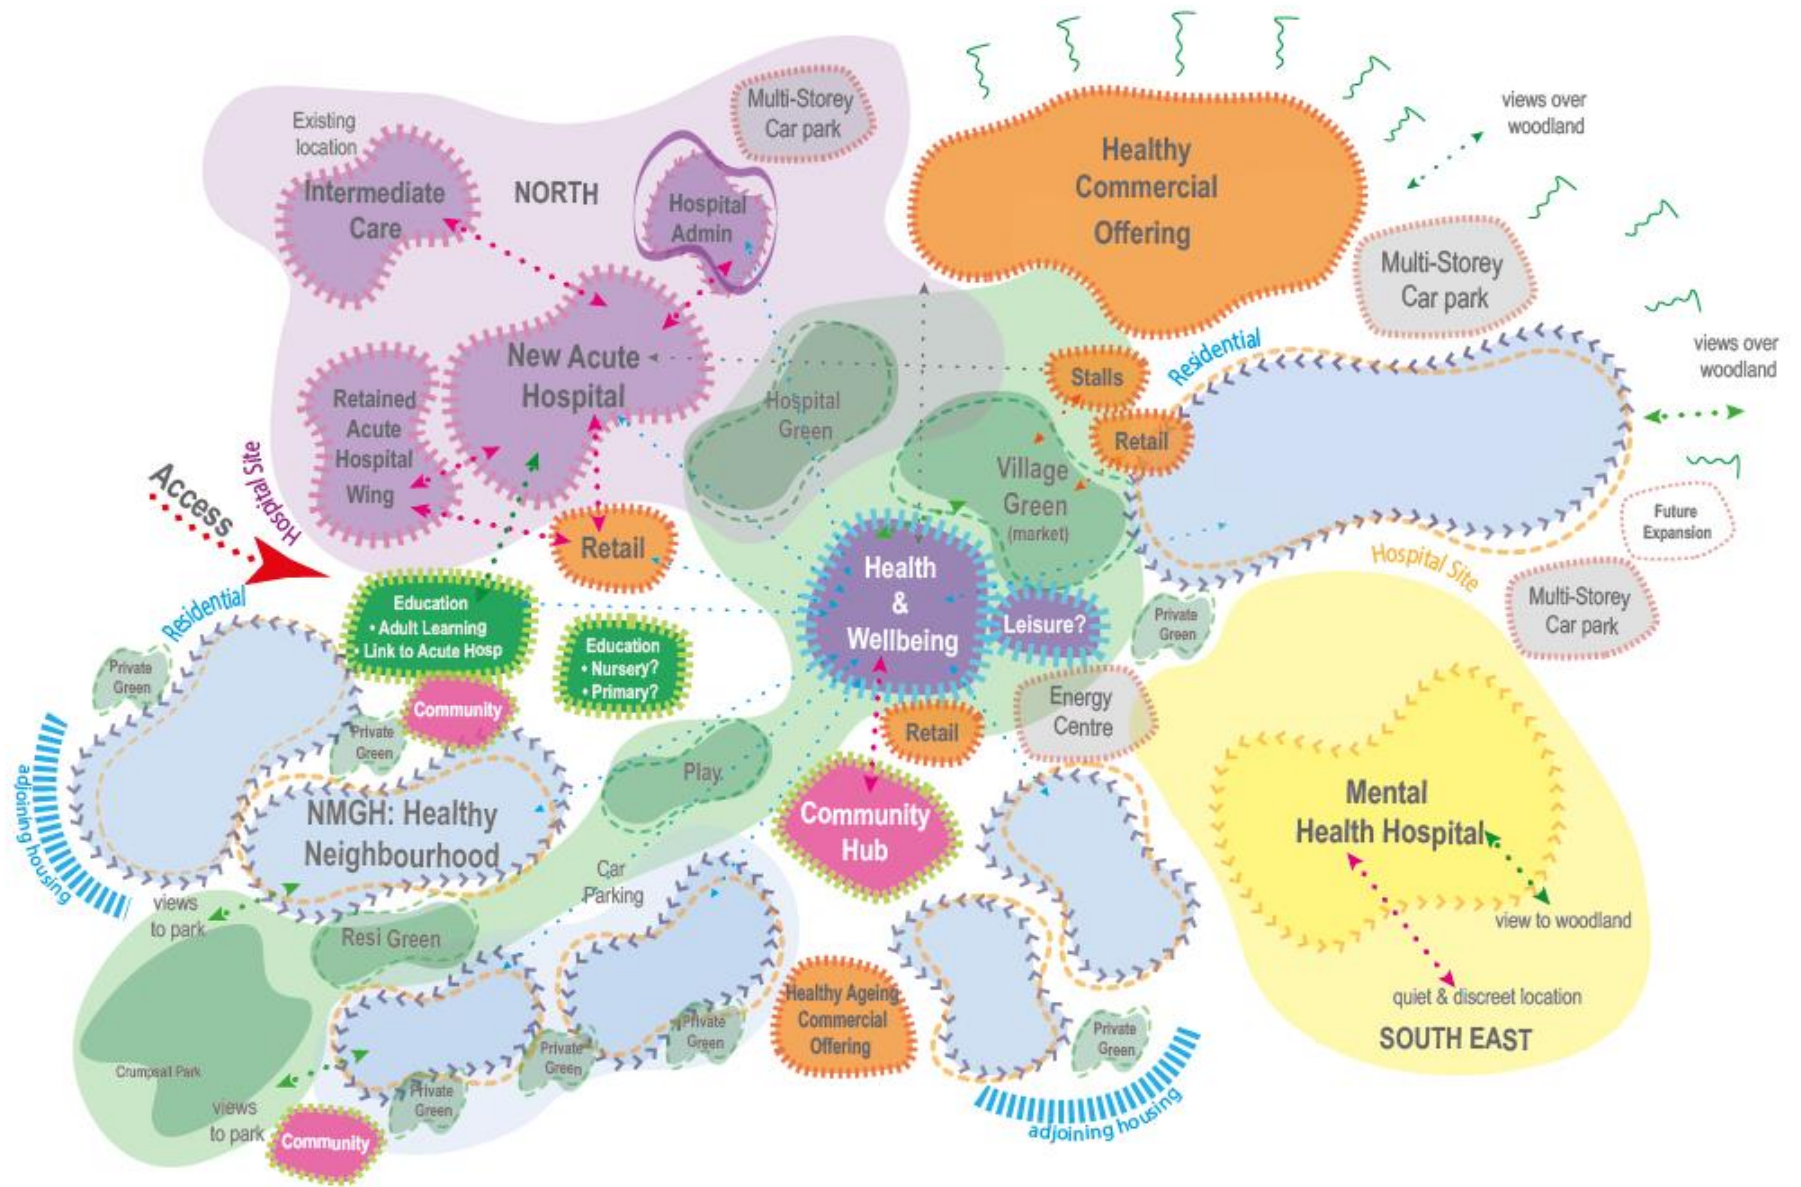 Multi-Storey
Car park
views over
woodland
Existing
location
Healthy
Commercial
Offering
Intermediate
Care
NORTH
Hospital
Admin
Multi-Storey
Car park
Residential
views over
woodland
New Acute
Hospital
Stalls
Retained
Acute
Hospital
Wing
Hospital
Green
Retail
Village
Green
(market)
Access
Hospital Site
Future
Expansion
Retail
Hospital Site
Health
&
Wellbeing
Residential
Education
• Adult Learning
• Link to Acute Hosp
Education
• Nursery?
• Primary?
Leisure?
Private
Green
Multi-Storey
Car park
Private
Green
Community
Private
Green
Retail
Energy
Centre
Play.
adjoining housing
NMGH: Healthy
Neighbourhood
Community
Hub
Mental
Health Hospital
Car
Parking
views
to park
view to woodland
Resi Green
Healthy Ageing
Commercial
Offering
quiet & discreet location
SOUTH EAST
Private
Green
Private
Green
Private
Green
Crumpsall Park
Private
Green
views
to park
Community
adjoining housing